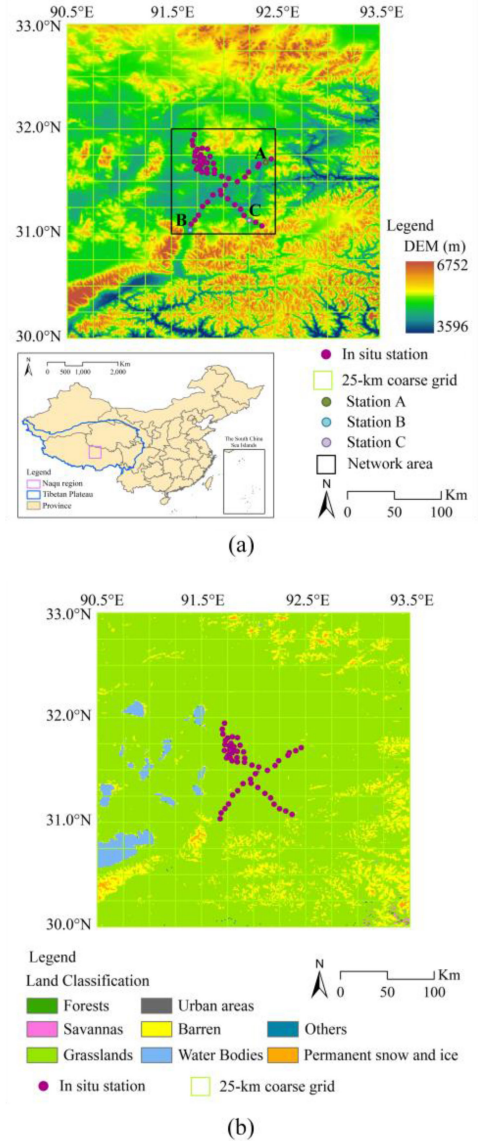 90.5°E 91.5°E 92.5°E 93.5°E
33.0°N
32.0°N
31.0°N
30.0°N
A
B
C
Legend
DEM (m)
6752
3596
In situ station
25-km coarse grid
Station A
Station B
Station C
Network area
N
Km
0 50 100
N
Km
0 500 1,000 2,000
The South China
Sea Islands
Legend
Naqu region
Tibetan Plateau
Province
(a)
90.5°E 91.5°E 92.5°E 93.5°E
33.0°N
32.0°N
31.0°N
30.0°N
Legend
Land Classification
N
Km
0 50 100
Forests Urban areas
Savannas Barren Others
Grasslands Water Bodies Permanent snow and ice
In situ station 25-km coarse grid
(b)